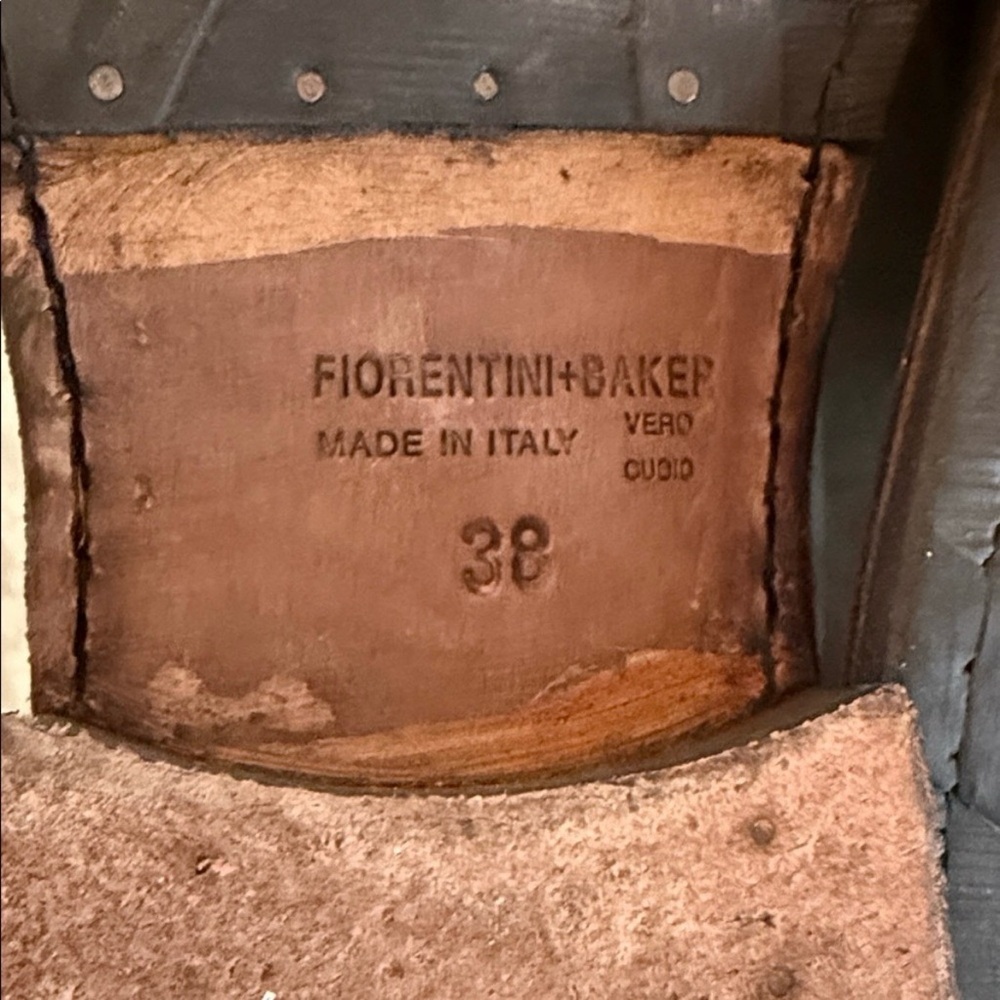 FIORENTINI+BAKER
MADE IN ITALY
VERO
CUOIO
38